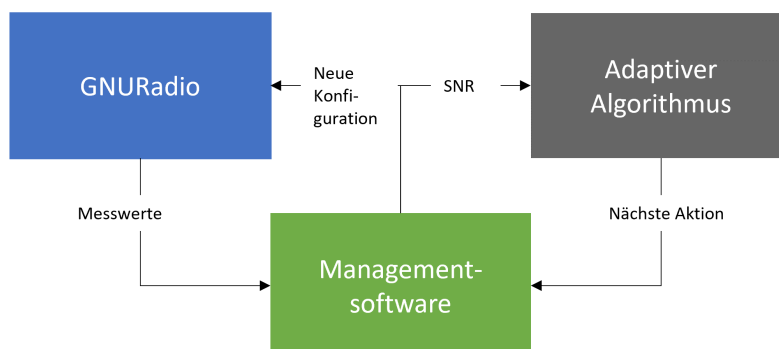 GNURadio
Neue
Konfi-
guration
SNR
Adaptiver
Algorithmus
Messwerte
Nächste Aktion
Management-
software